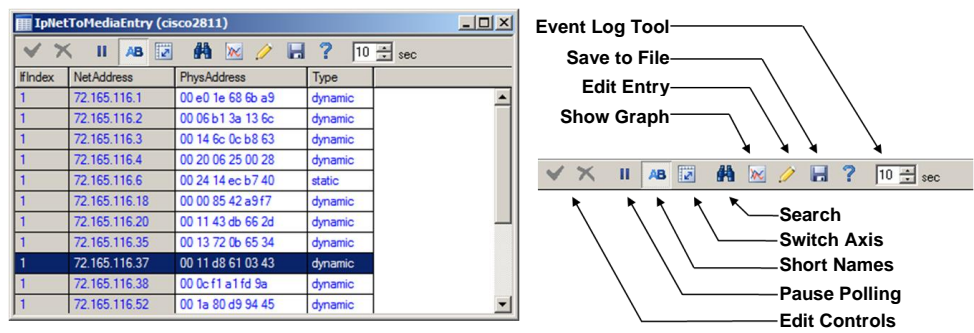 IpNetToMediaEntry (cisco2811)
AB
10 sec
IfIndex NetAddress PhysAddress Type
1 72.165.116.1 00 e0 1e 68 6b a9 dynamic
1 72.165.116.2 00 06 b1 3a 13 6c dynamic
1 72.165.116.3 00 14 6c 0c b8 63 dynamic
1 72.165.116.4 00 20 06 25 00 28 dynamic
1 72.165.116.6 00 24 14 ec b7 40 static
1 72.165.116.18 00 00 85 42 a9 f7 dynamic
1 72.165.116.20 00 11 43 db 66 2d dynamic
1 72.165.116.35 00 13 72 0b 65 34 dynamic
1 72.165.116.37 00 11 d8 61 03 43 dynamic
1 72.165.116.38 00 0c f1 a1 fd 9a dynamic
1 72.165.116.52 00 1a 80 d9 94 45 dynamic
Event Log Tool
Save to File
Edit Entry
Show Graph
AB ? 10 sec
Search
Switch Axis
Short Names
Pause Polling
Edit Controls